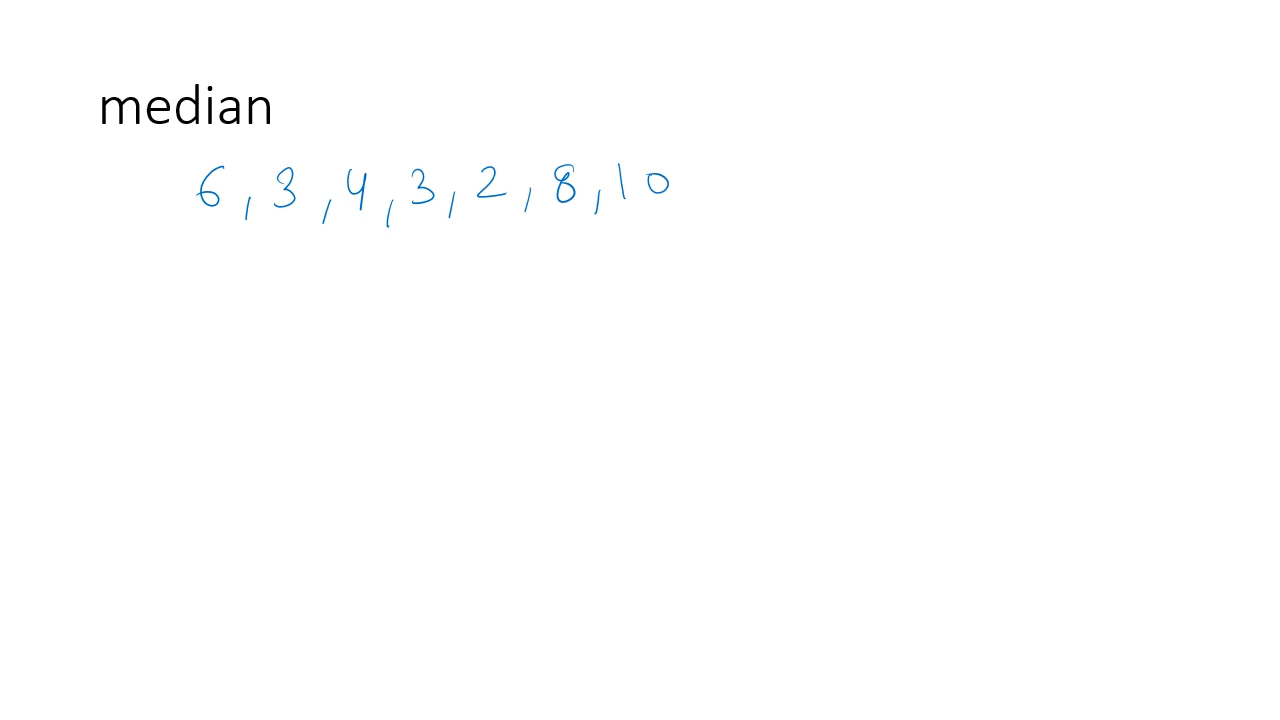 median
6, 3, 4, 3, 2, 8, 10